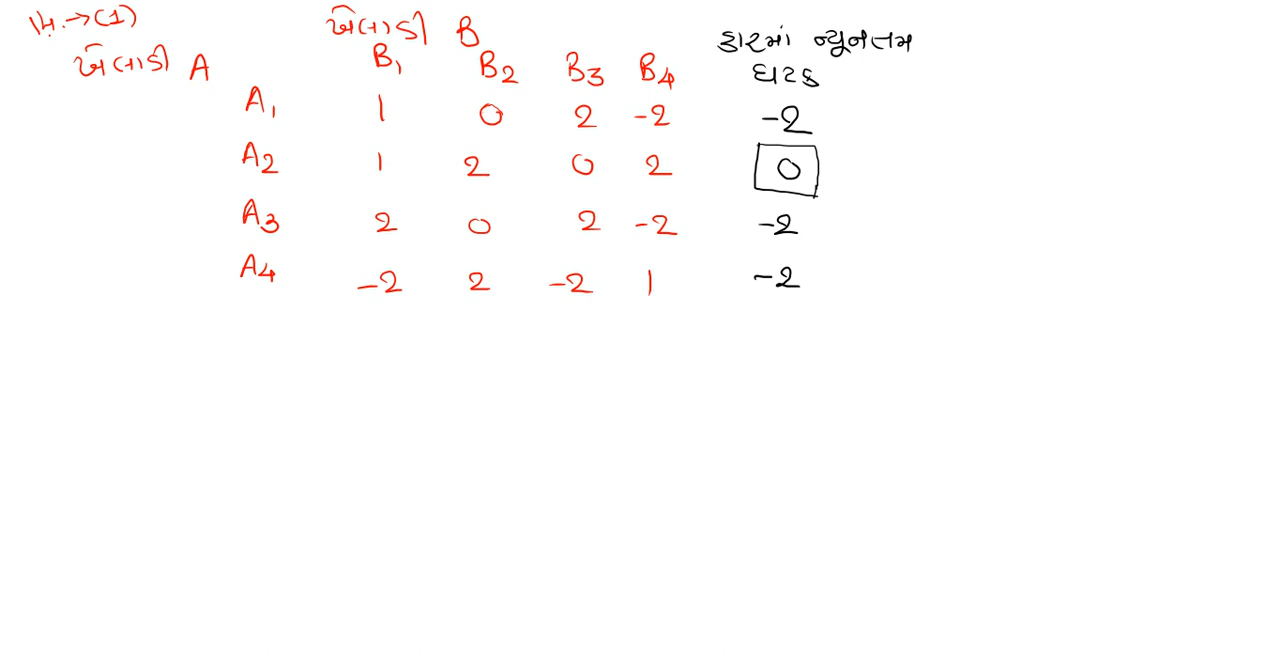 ખેલાડી B
ખેલાડી A B1 B2 B3 B4 હારમાં ન્યૂનતમ ઘટક
A1 1 0 2 -2 -2
A2 1 2 0 2 0
A3 2 0 2 -2 -2
A4 -2 2 -2 1 -2